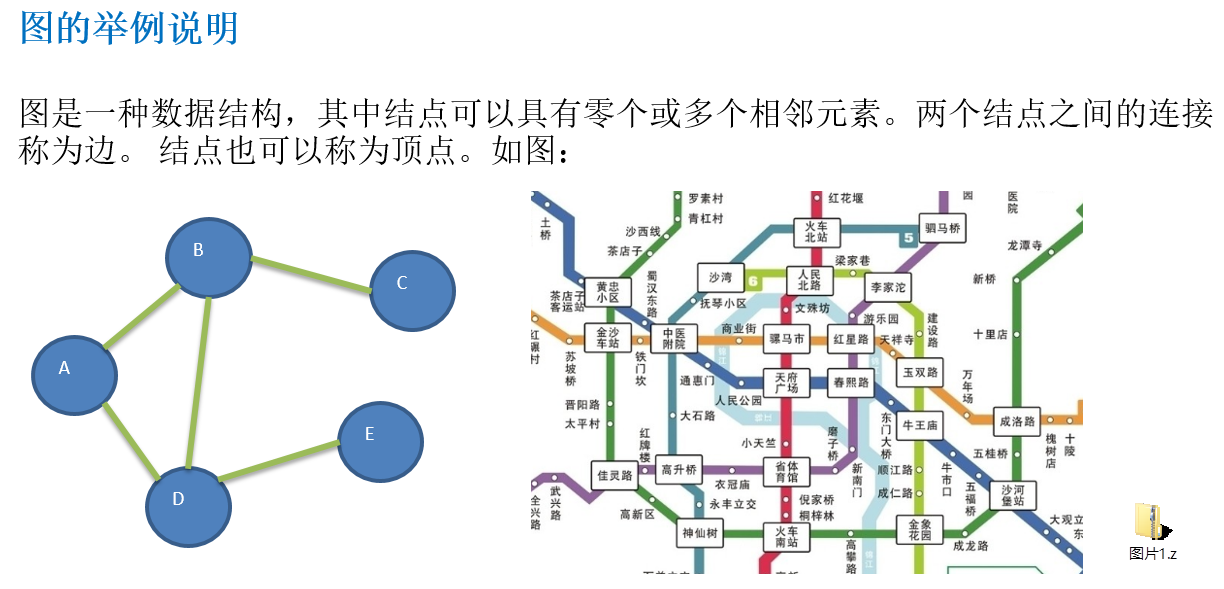 图的举例说明
图是一种数据结构，其中结点可以具有零个或多个相邻元素。两个结点之间的连接
称为边。 结点也可以称为顶点。如图：
B
C
A
E
D
罗素村
红花堰
园
医院
青杠村
土桥
沙西线
火车北站
5
驷马桥
茶店子
龙潭寺
梁家巷
沙湾
6
人民北路
李家沱
新桥
黄忠小区
蜀汉东路
茶店子客运站
抚琴小区
文殊坊
游乐园
建设路
红碾村
金沙车站
中医附院
商业街
骡马市
红星路
天祥寺
十里店
苏坡桥
铁门坎
锦江
玉双路
通惠门
天府广场
春熙路
万年场
晋阳路
人民公园
太平村
大石路
东门大桥
牛王庙
成洛路
红牌楼
小天竺
磨子桥
槐树店
十陵
佳灵路
高升桥
省体育馆
新南门
顺江路
牛市口
五桂桥
衣冠庙
成仁路
五福桥
沙河堡站
全兴路
武兴路
高新区
永丰立交
倪家桥
桐梓林
神仙树
火车南站
高攀路
金象花园
成龙路
大观立
东
图片1.z